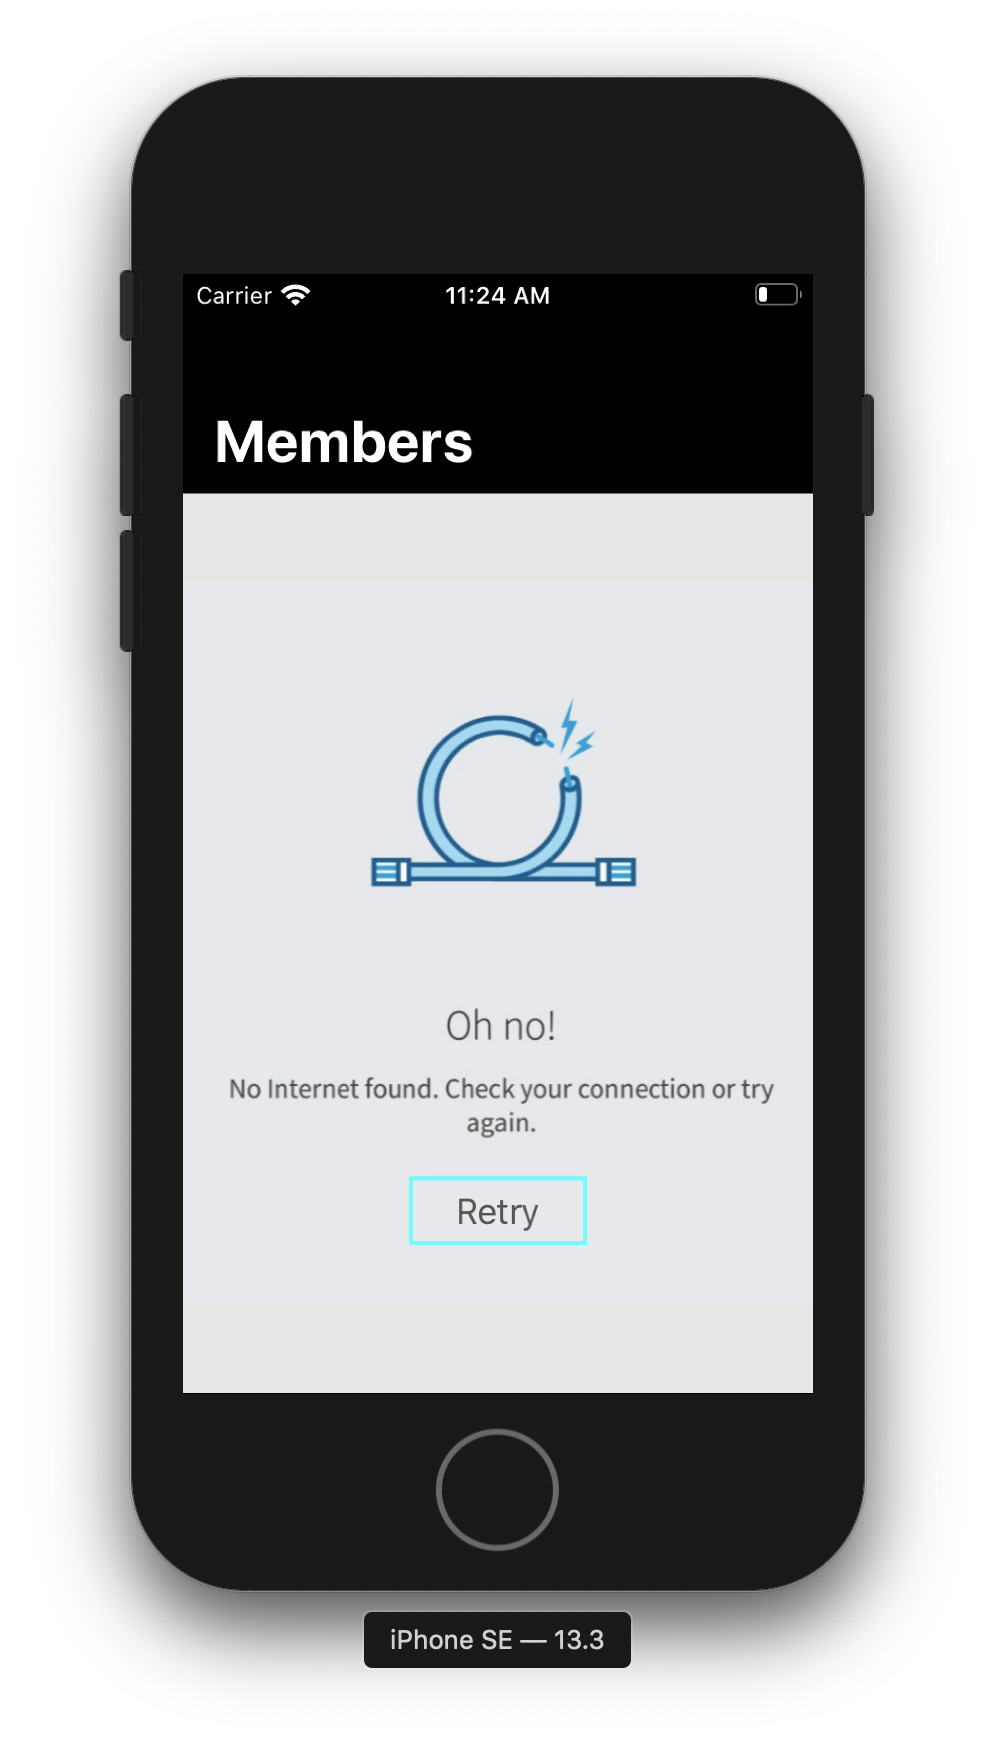 Carrier 11:24 AM
Members
Oh no!
No Internet found. Check your connection or try
again.
Retry
iPhone SE — 13.3